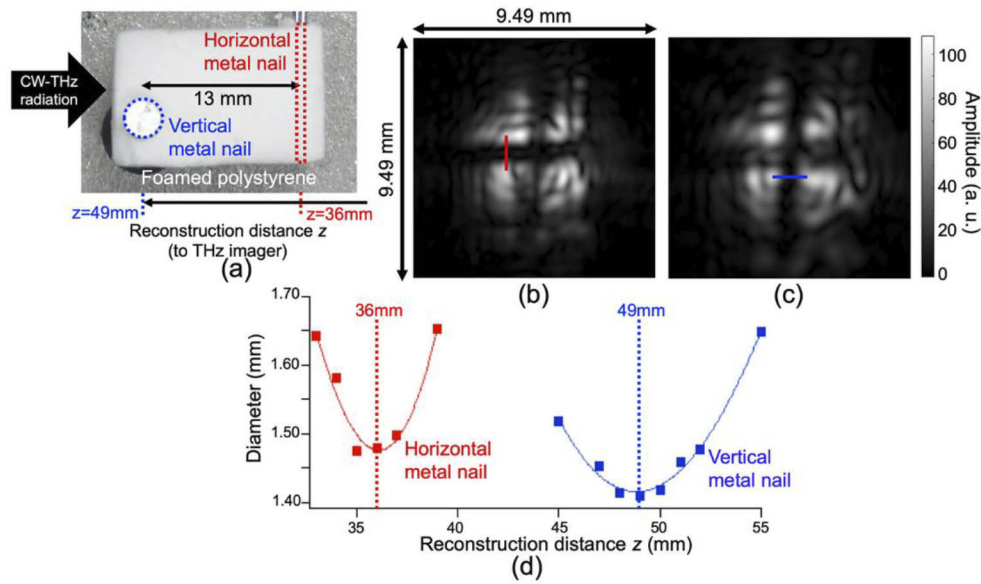 CW-THz
radiation
Horizontal
metal nail
13 mm
Vertical
metal nail
Foamed polystyrene
z=49mm
z=36mm
Reconstruction distance z
(to THz imager)
(a)
9.49 mm
9.49 mm
(b)
(c)
100
80
60
40
20
0
Amplitude (a. u.)
1.70
1.60
1.50
1.40
Diameter (mm)
36mm
49mm
Horizontal
metal nail
Vertical
metal nail
35
40
45
50
55
Reconstruction distance z (mm)
(d)